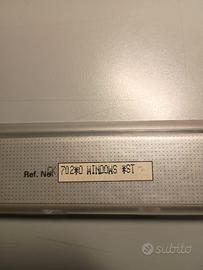 Ref. No. 702*0 WINDOWS *ST
subito